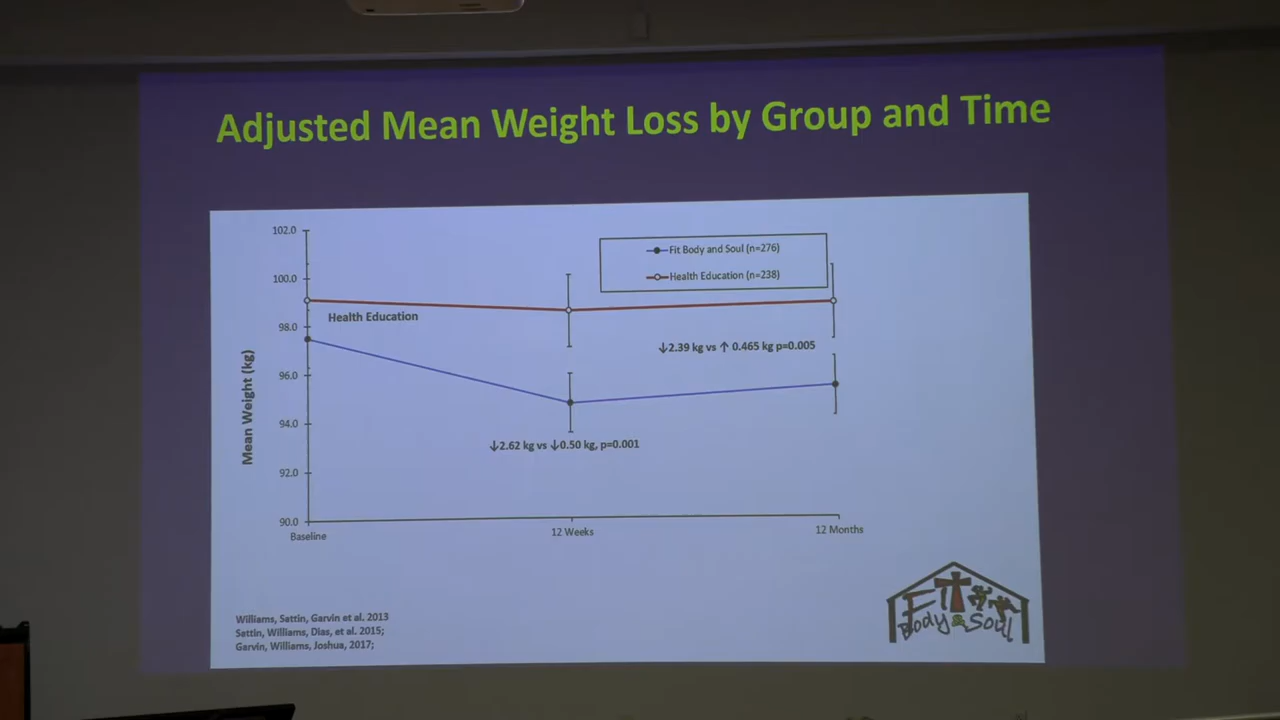 Adjusted Mean Weight Loss by Group and Time
102.0
100.0
98.0
96.0
94.0
92.0
90.0
Mean Weight (kg)
Fit Body and Soul (n=276)
Health Education (n=238)
Health Education
↓2.39 kg vs ↑ 0.465 kg p=0.005
↓2.62 kg vs ↓0.50 kg, p=0.001
Baseline
12 Weeks
12 Months
Williams, Sattin, Garvin et al. 2013
Sattin, Williams, Dias, et al. 2015;
Garvin, Williams, Joshua, 2017;
Fit
Body & Soul